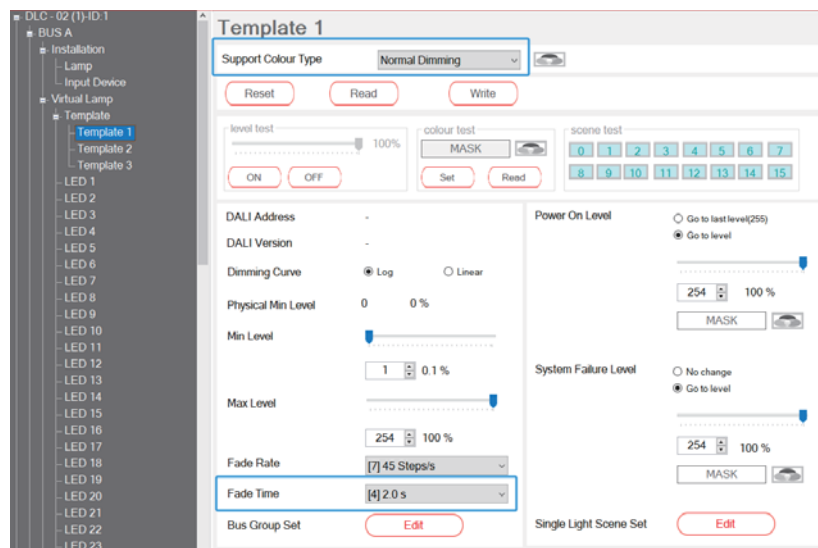 DLC - 02 (1)-ID:1
BUS A
Installation
Lamp
Input Device
Virtual Lamp
Template
Template 1
Template 2
Template 3
LED 1
LED 2
LED 3
LED 4
LED 5
LED 6
LED 7
LED 8
LED 9
LED 10
LED 11
LED 12
LED 13
LED 14
LED 15
LED 16
LED 17
LED 18
LED 19
LED 20
LED 21
LED 22
LED 23
Template 1
Support Colour Type Normal Dimming
Reset Read Write
level test
100%
ON OFF
colour test
MASK
Set Read
scene test
0 1 2 3 4 5 6 7
8 9 10 11 12 13 14 15
DALI Address -
DALI Version -
Dimming Curve Log Linear
Physical Min Level 0 0 %
Min Level
1 0.1 %
Max Level
254 100 %
Fade Rate [7] 45 Steps/s
Fade Time [4] 2.0 s
Bus Group Set Edit
Power On Level Go to last level(255)
Go to level
254 100 %
MASK
System Failure Level No change
Go to level
254 100 %
MASK
Single Light Scene Set Edit